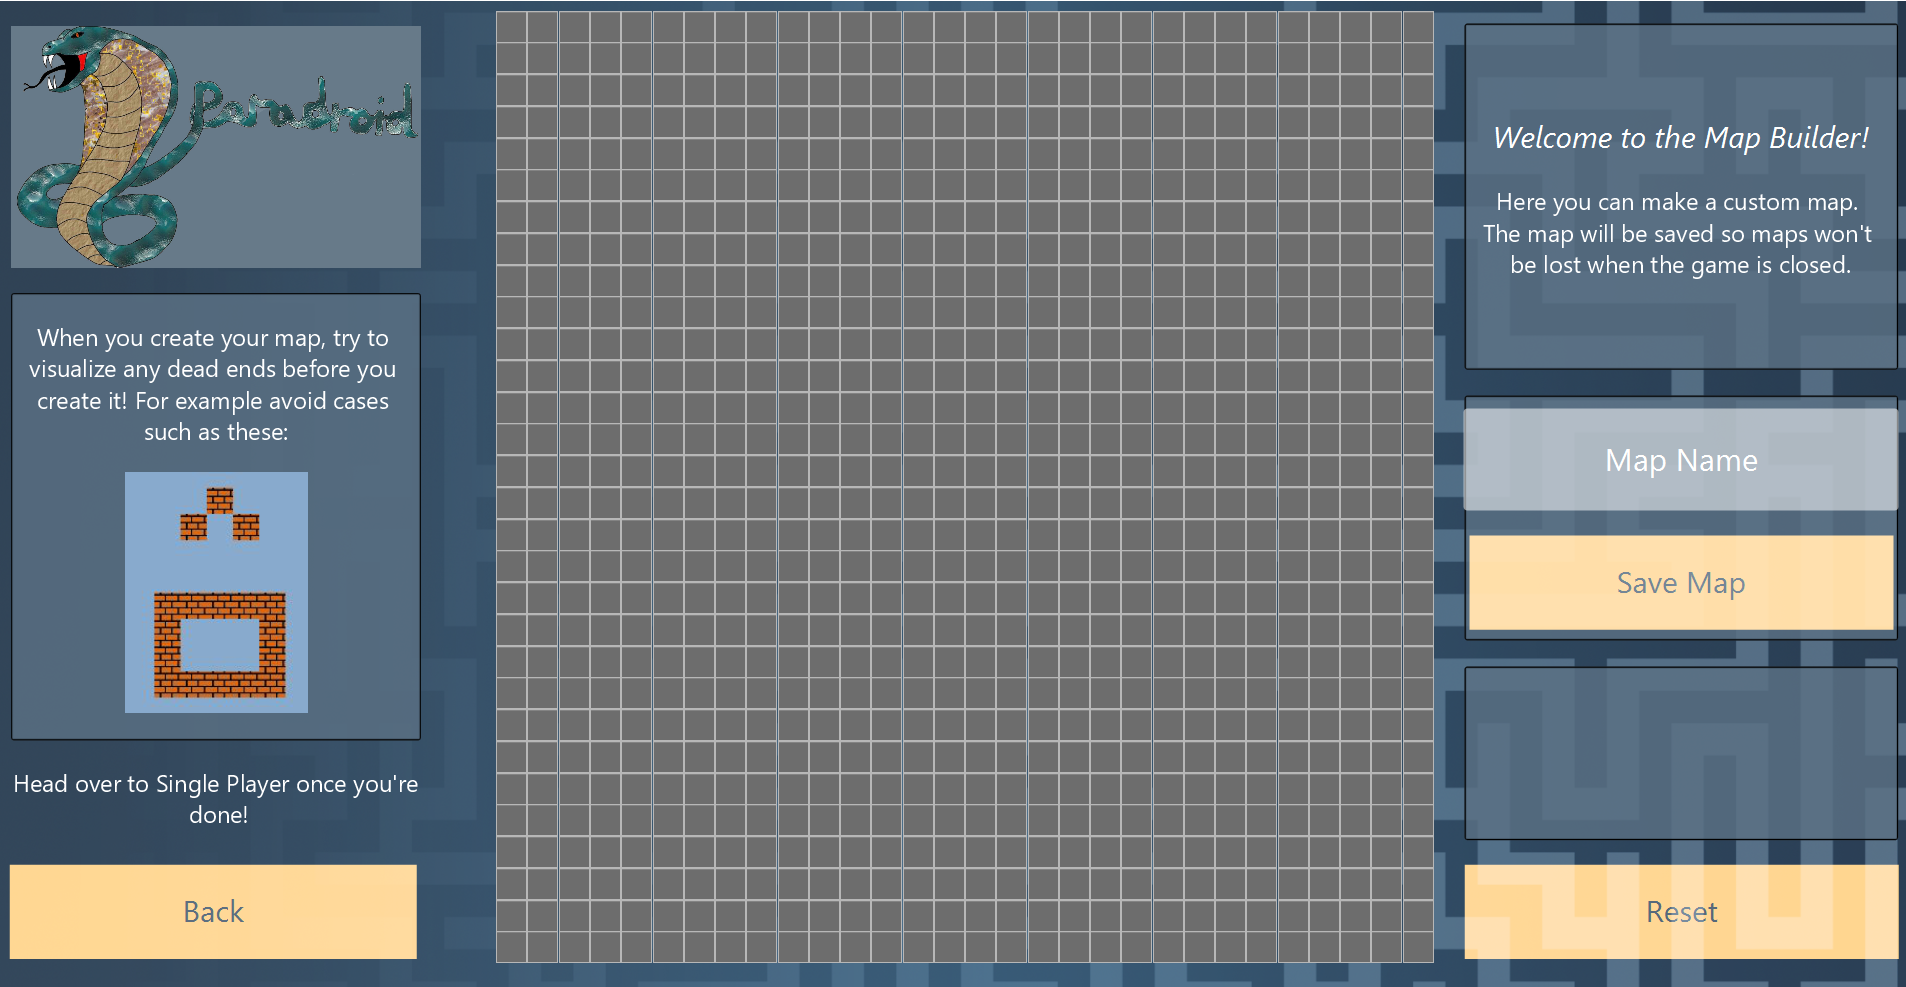 Paradroid
When you create your map, try to
visualize any dead ends before you
create it! For example avoid cases
such as these:
Head over to Single Player once you're
done!
Back
Welcome to the Map Builder!
Here you can make a custom map.
The map will be saved so maps won't
be lost when the game is closed.
Map Name
Save Map
Reset